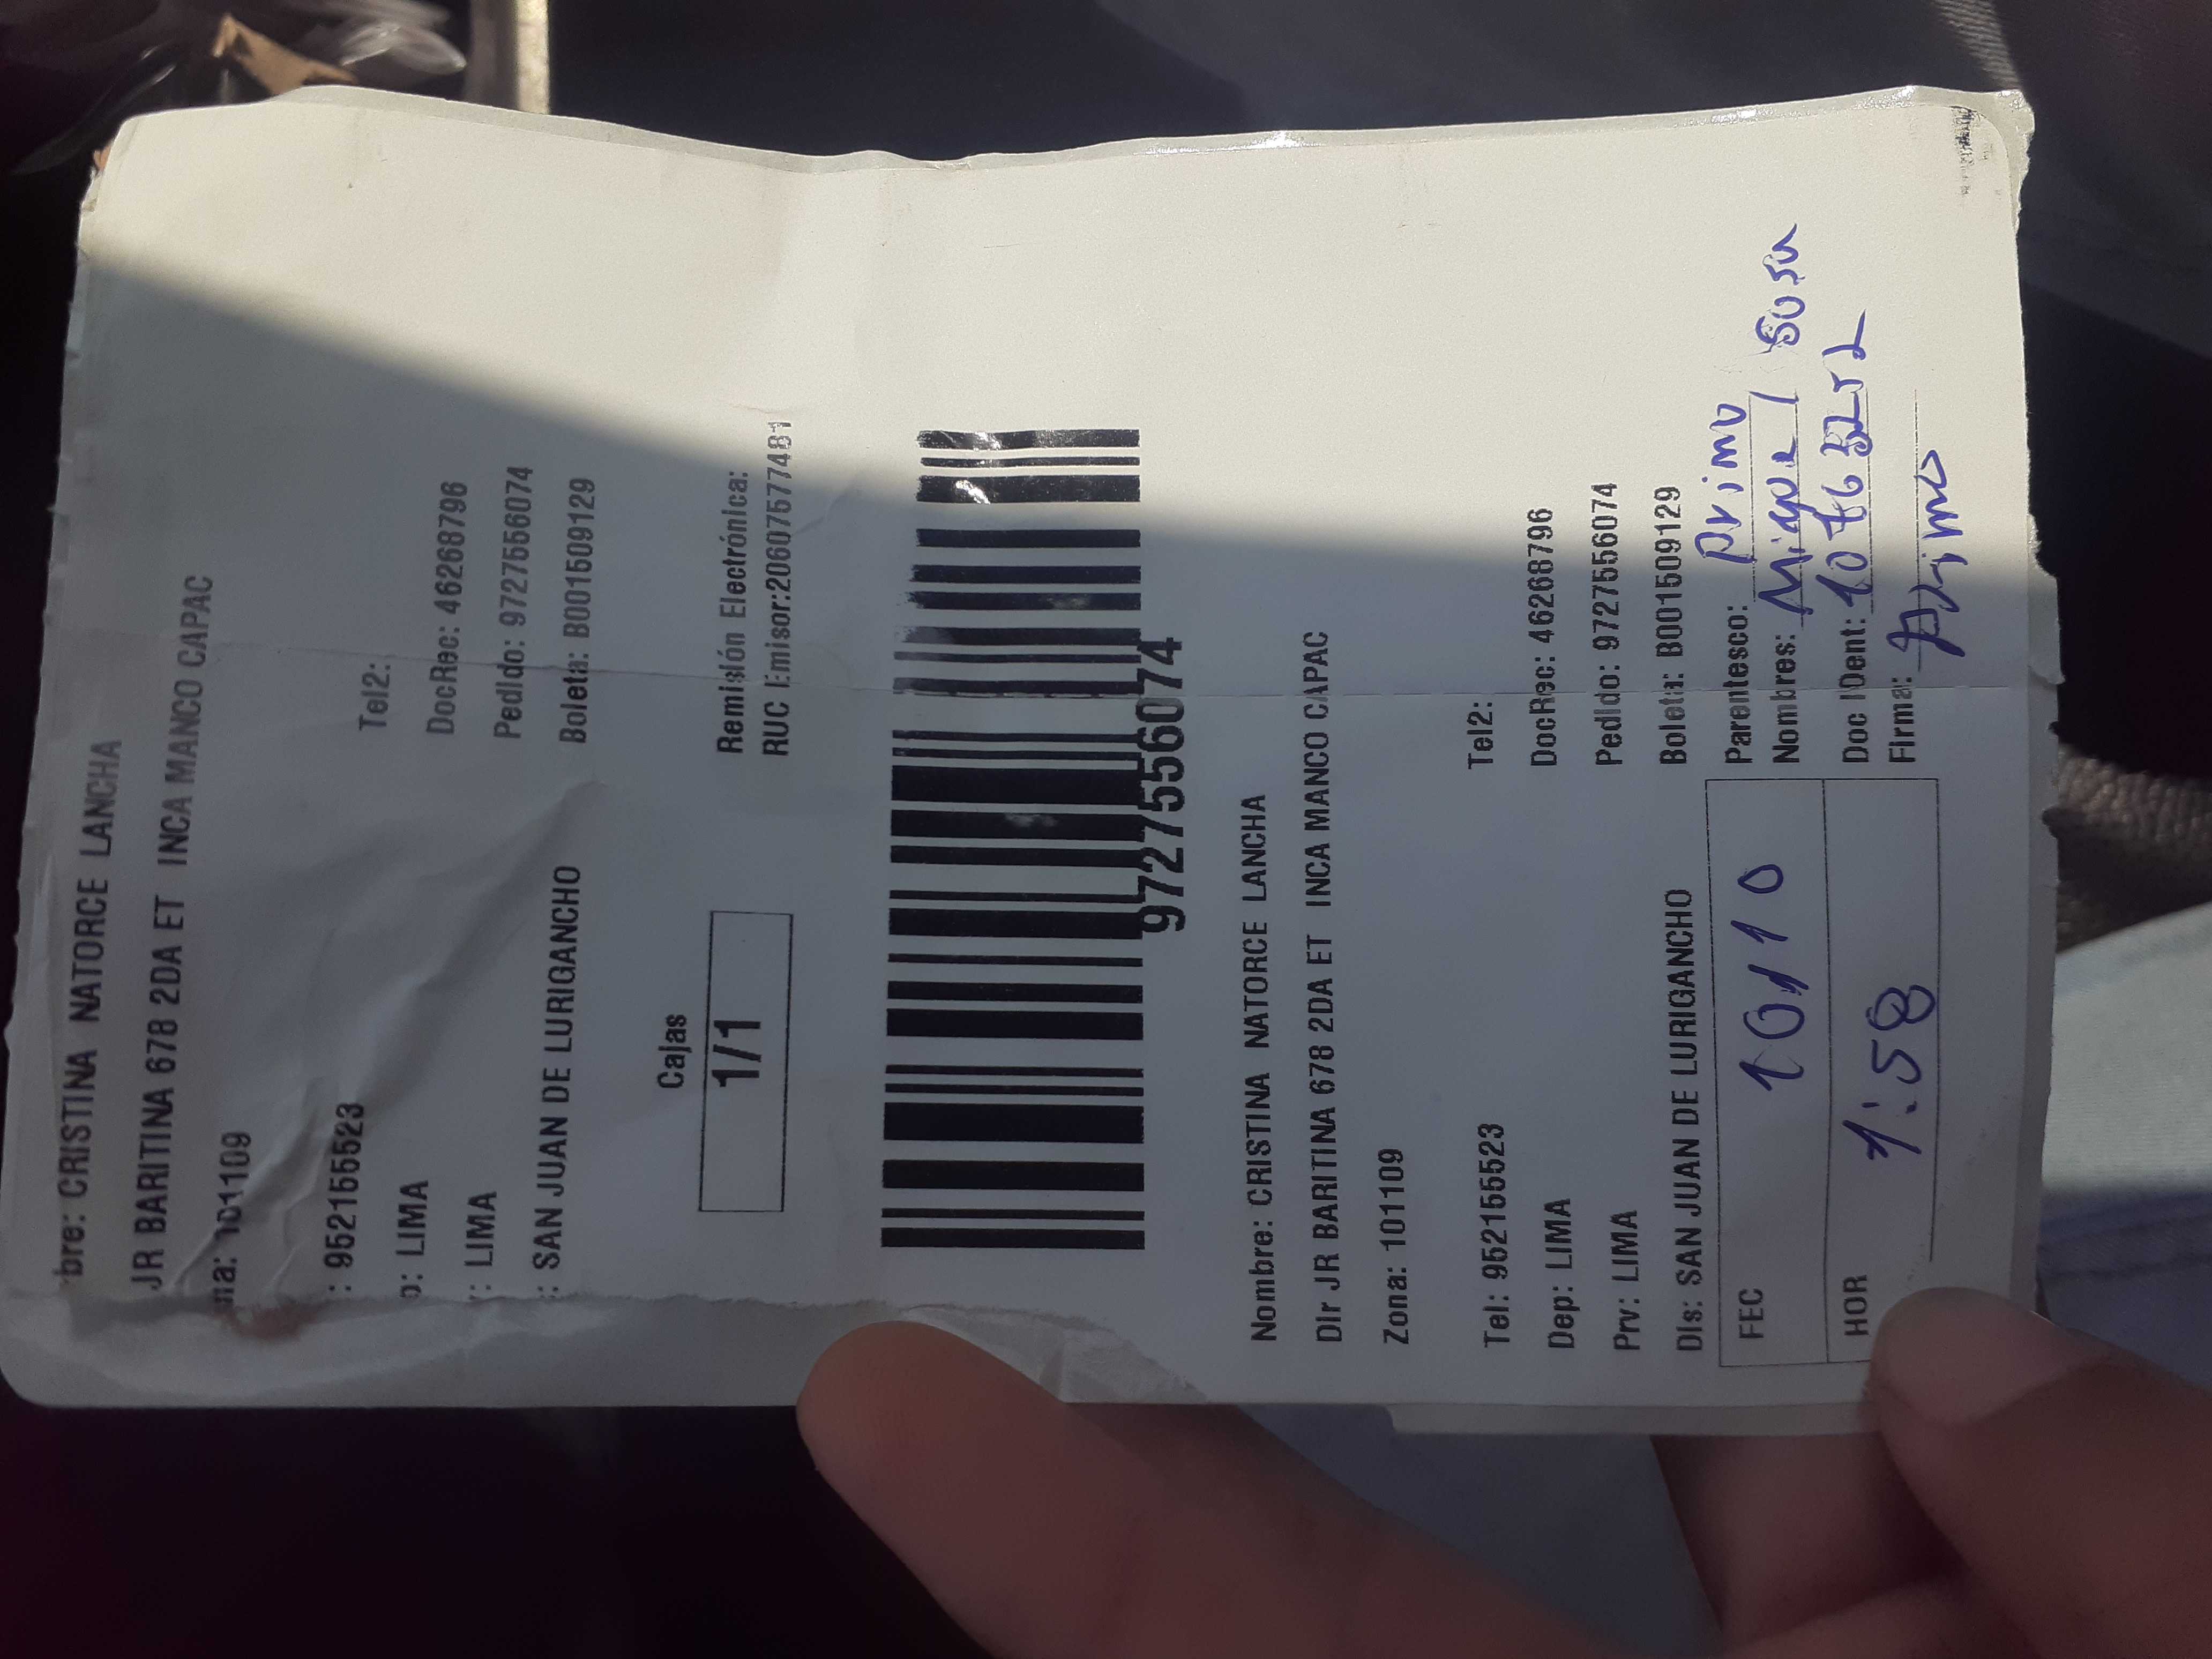 bre: CRISTINA NATORCE LANCHA
JR BARITINA 678 2DA ET INCA MANCO CAPAC
na: 101109
: 952155523 Tel2:
p: LIMA DocRec: 46268796
: LIMA Pedido: 9727556074
: SAN JUAN DE LURIGANCHO Boleta: B001509129
Cajas Remisión Electrónica:
1/1 RUC Emisor:20607577481
9727556074
Nombre: CRISTINA NATORCE LANCHA
Dir JR BARITINA 678 2DA ET INCA MANCO CAPAC
Zona: 101109
Tel: 952155523 Tel2:
Dep: LIMA DocRec: 46268796
Prv: LIMA Pedido: 9727556074
Dis: SAN JUAN DE LURIGANCHO Boleta: B001509129
FEC 10/10 Parentesco: Primo
Nombres: Miguel Sosa
HOR 1:58 Doc IDent:
Firma: Primo